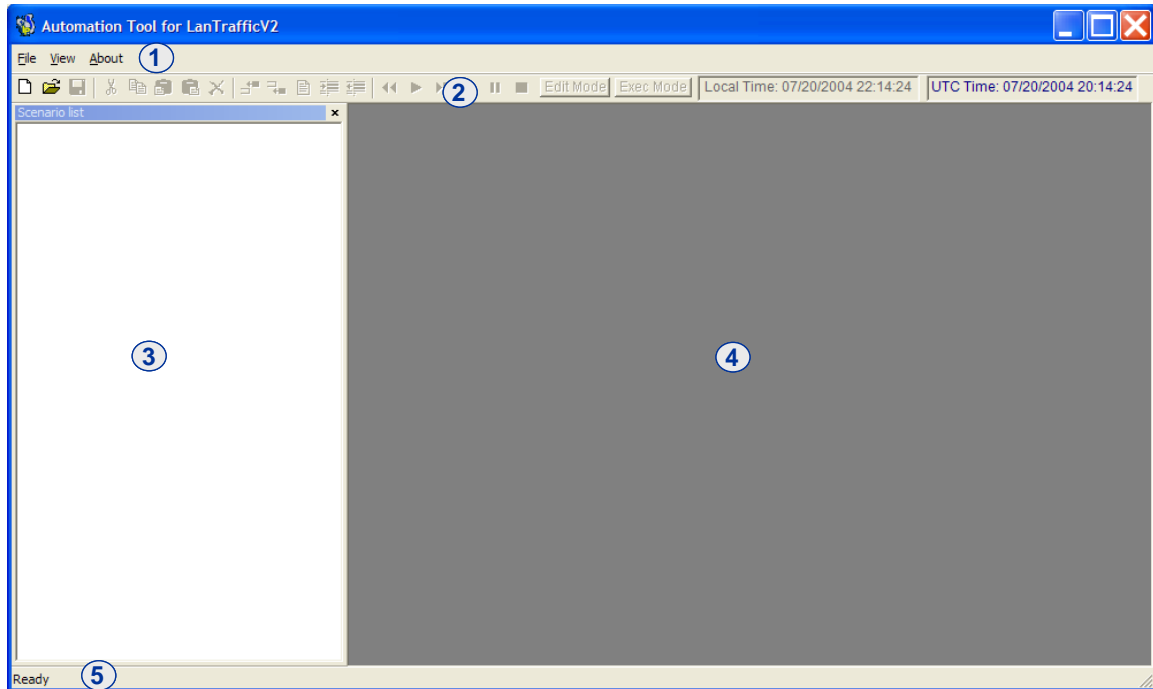 Automation Tool for LanTrafficV2
File View About 1
2 Edit Mode Exec Mode Local Time: 07/20/2004 22:14:24 UTC Time: 07/20/2004 20:14:24
Scenario list
3
4
Ready 5